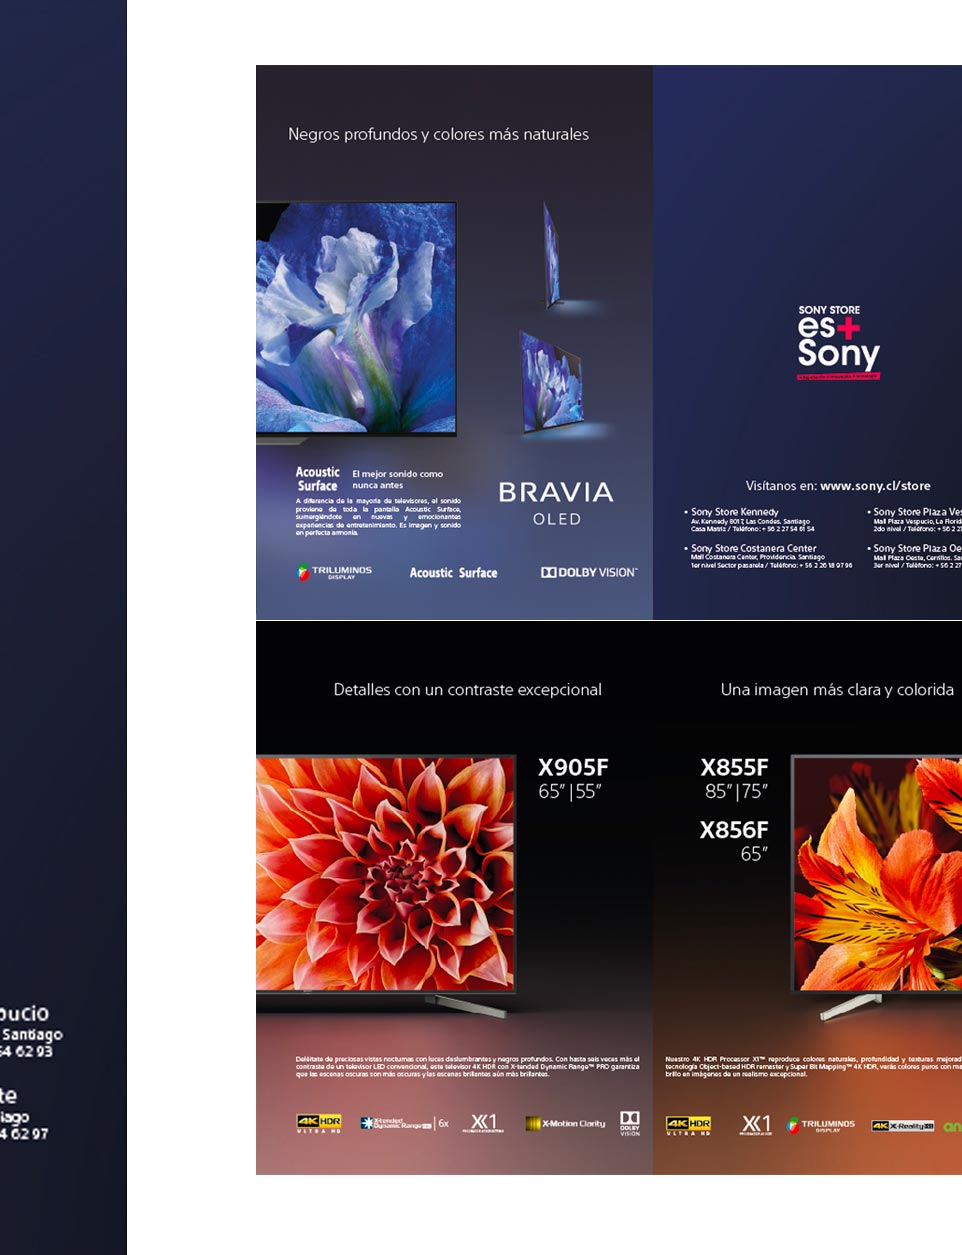 pucio
Santiago
54 62 93
te
iago
4 62 97
Negros profundos y colores más naturales
Acoustic
Surface
El mejor sonido como
nunca antes
A diferencia de la mayoría de televisores, el sonido
proviene de toda la pantalla Acoustic Surface,
sumergiéndote en nuevas y emocionantes
experiencias de entretenimiento. Es imagen y sonido
en perfecta armonía.
BRAVIA
OLED
TRILUMINOS
DISPLAY
Acoustic Surface
DOLBY VISION™
SONY STORE
es+
Sony
Visítanos en: www.sony.cl/store
• Sony Store Kennedy
Av. Kennedy 8017, Las Condes. Santiago
Casa Matriz / Teléfono: + 56 2 27 54 61 54
• Sony Store Costanera Center
Mall Costanera Center, Providencia. Santiago
1er nivel Sector pasarela / Teléfono: + 56 2 26 18 97 96
• Sony Store Plaza Ves
Mall Plaza Vespucio, La Florid
2do nivel / Teléfono: + 56 2 27
• Sony Store Plaza Oe
Mall Plaza Oeste, Cerrillos. Sa
3er nivel / Teléfono: + 56 2 27
Detalles con un contraste excepcional
X905F
65”|55”
Deléitate de preciosas vistas nocturnas con luces deslumbrantes y negros profundos. Con hasta seis veces más el
contraste de un televisor LED convencional, este televisor 4K HDR con X-tended Dynamic Range™ PRO garantiza
que las escenas oscuras son más oscuras y las escenas brillantes aún más brillantes.
4K HDR
ULTRA HD
X-tended
Dynamic Range PRO
6x
X1
X-Motion Clarity
DOLBY
VISION
Una imagen más clara y colorida
X855F
85”|75”
X856F
65”
Nuestro 4K HDR Processor X1™ reproduce colores naturales, profundidad y texturas mejorad
tecnología Object-based HDR remaster y Super Bit Mapping™ 4K HDR, verás colores puros con ma
brillo en imágenes de un realismo excepcional.
4K HDR
ULTRA HD
X1
TRILUMINOS
DISPLAY
4K X-Reality PRO
an